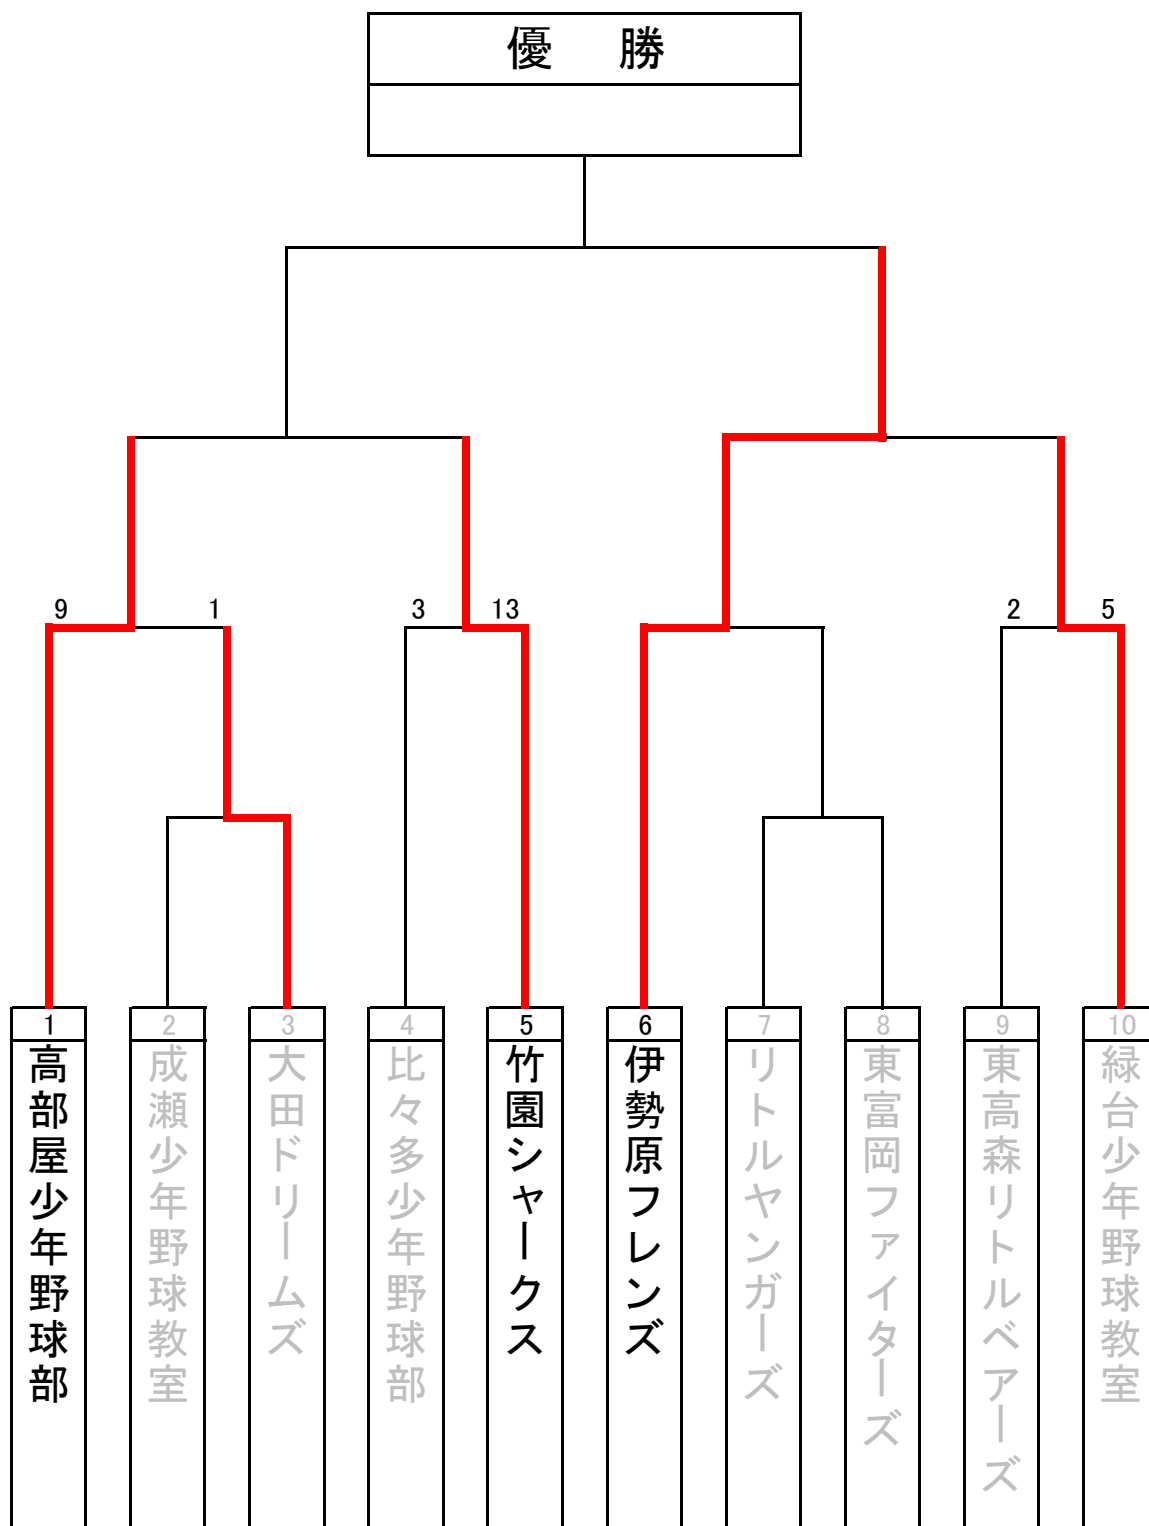 優 勝
9 1 3 13 2 5
1 2 3 4 5 6 7 8 9 10
高部屋少年野球部
成瀬少年野球教室
大田ドリームズ
比々多少年野球部
竹園シャークス
伊勢原フレンズ
リトルヤンガーズ
東富岡ファイターズ
東高森リトルベアーズ
緑台少年野球教室